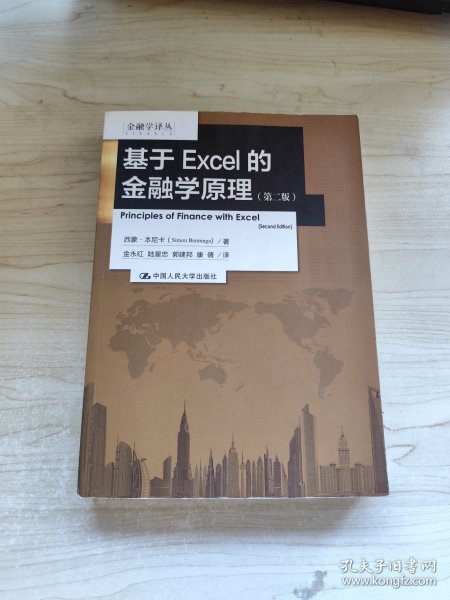 金融学译丛
FINANCE
基于 Excel 的
金融学原理（第二版）
Principles of Finance with Excel
(Second Edition)
西蒙·本尼卡（Simon Benninga）／著
金永红 陆星忠 郭建邦 康倩／译
中国人民大学出版社
孔夫子旧书网
www.kongfz.com